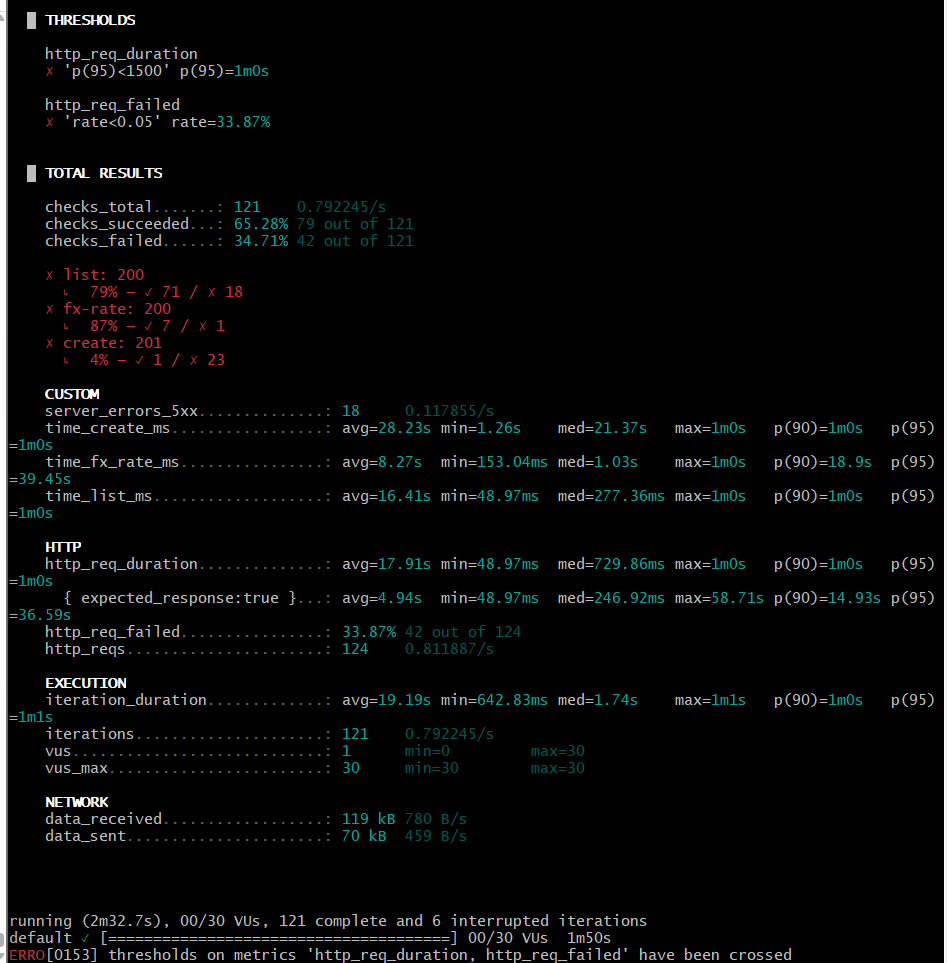 THRESHOLDS
http_req_duration
✗ 'p(95)<1500' p(95)=1m0s
http_req_failed
✗ 'rate<0.05' rate=33.87%
TOTAL RESULTS
checks_total.......: 121    0.792245/s
checks_succeeded...: 65.28% 79 out of 121
checks_failed......: 34.71% 42 out of 121
✗ list: 200
↳  79% — ✓ 71 / ✗ 18
✗ fx-rate: 200
↳  87% — ✓ 7 / ✗ 1
✗ create: 201
↳  4% — ✓ 1 / ✗ 23
CUSTOM
server_errors_5xx..............: 18     0.117855/s
time_create_ms.................: avg=28.23s min=1.26s    med=21.37s   max=1m0s   p(90)=1m0s   p(95)
=1m0s
time_fx_rate_ms................: avg=8.27s  min=153.04ms med=1.03s    max=1m0s   p(90)=18.9s  p(95)
=39.45s
time_list_ms...................: avg=16.41s min=48.97ms  med=277.36ms max=1m0s   p(90)=1m0s   p(95)
=1m0s
HTTP
http_req_duration..............: avg=17.91s min=48.97ms  med=729.86ms max=1m0s   p(90)=1m0s   p(95)
=1m0s
{ expected_response:true }...: avg=4.94s  min=48.97ms  med=246.92ms max=58.71s p(90)=14.93s p(95)
=36.59s
http_req_failed................: 33.87% 42 out of 124
http_reqs......................: 124    0.811887/s
EXECUTION
iteration_duration.............: avg=19.19s min=642.83ms med=1.74s    max=1m1s   p(90)=1m0s   p(95)
=1m1s
iterations.....................: 121    0.792245/s
vus............................: 1      min=0         max=30
vus_max........................: 30     min=30        max=30
NETWORK
data_received..................: 119 kB 780 B/s
data_sent......................: 70 kB  459 B/s
running (2m32.7s), 00/30 VUs, 121 complete and 6 interrupted iterations
default ✓ [======================================] 00/30 VUs  1m50s
ERRO[0153] thresholds on metrics 'http_req_duration, http_req_failed' have been crossed